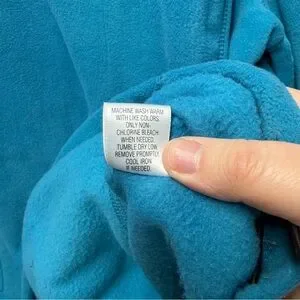 MACHINE WASH WARM
WITH LIKE COLORS.
ONLY NON-
CHLORINE BLEACH
WHEN NEEDED.
TUMBLE DRY LOW.
REMOVE PROMPTLY.
COOL IRON
IF NEEDED.